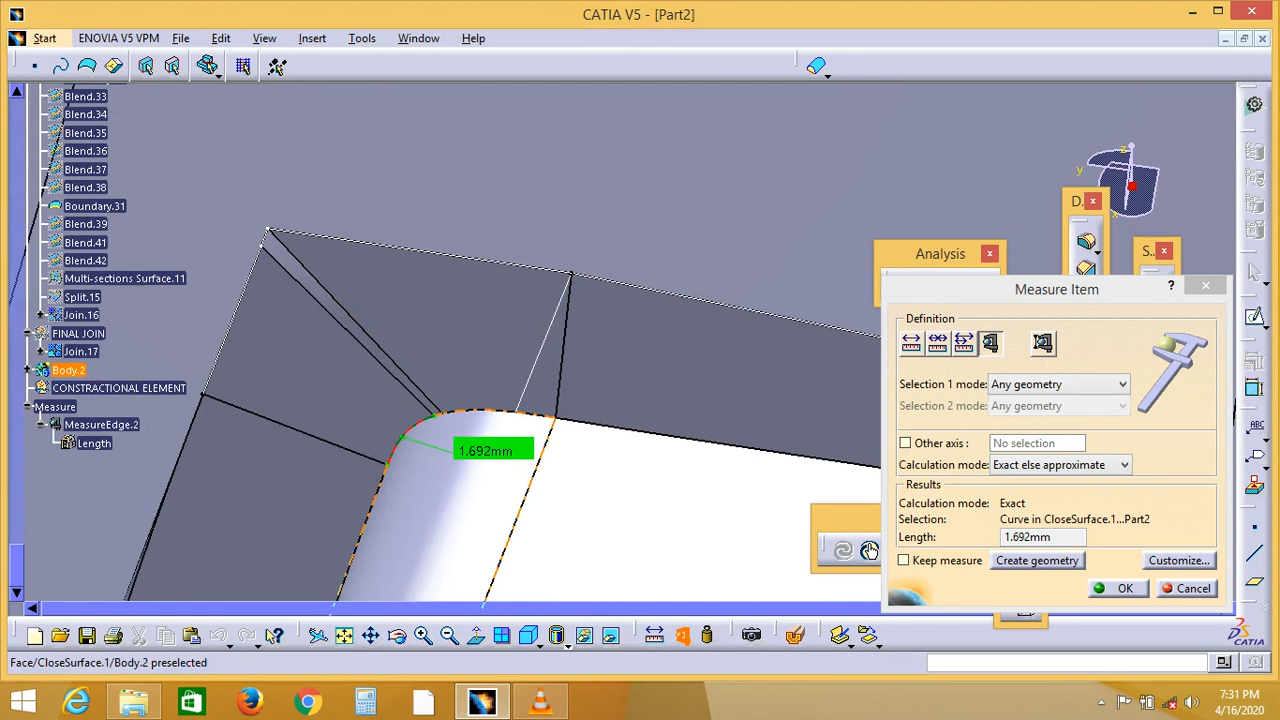 CATIA V5 - [Part2]
Start
ENOVIA V5 VPM
File
Edit
View
Insert
Tools
Window
Help
Blend.33
Blend.34
Blend.35
Blend.36
Blend.37
Blend.38
Boundary.31
Blend.39
Blend.41
Blend.42
Multi-sections Surface.11
Split.15
Join.16
FINAL JOIN
Join.17
Body.2
CONSTRACTIONAL ELEMENT
Measure
MeasureEdge.2
Length
1.692mm
z
y
x
D.
S..
Analysis
Measure Item
?
Definition
Selection 1 mode: Any geometry
Selection 2 mode: Any geometry
Other axis : No selection
Calculation mode: Exact else approximate
Results
Calculation mode: Exact
Selection: Curve in CloseSurface.1...Part2
Length: 1.692mm
Keep measure Create geometry Customize...
OK Cancel
ABC
CATIA
Face/CloseSurface.1/Body.2 preselected
7:31 PM
4/16/2020